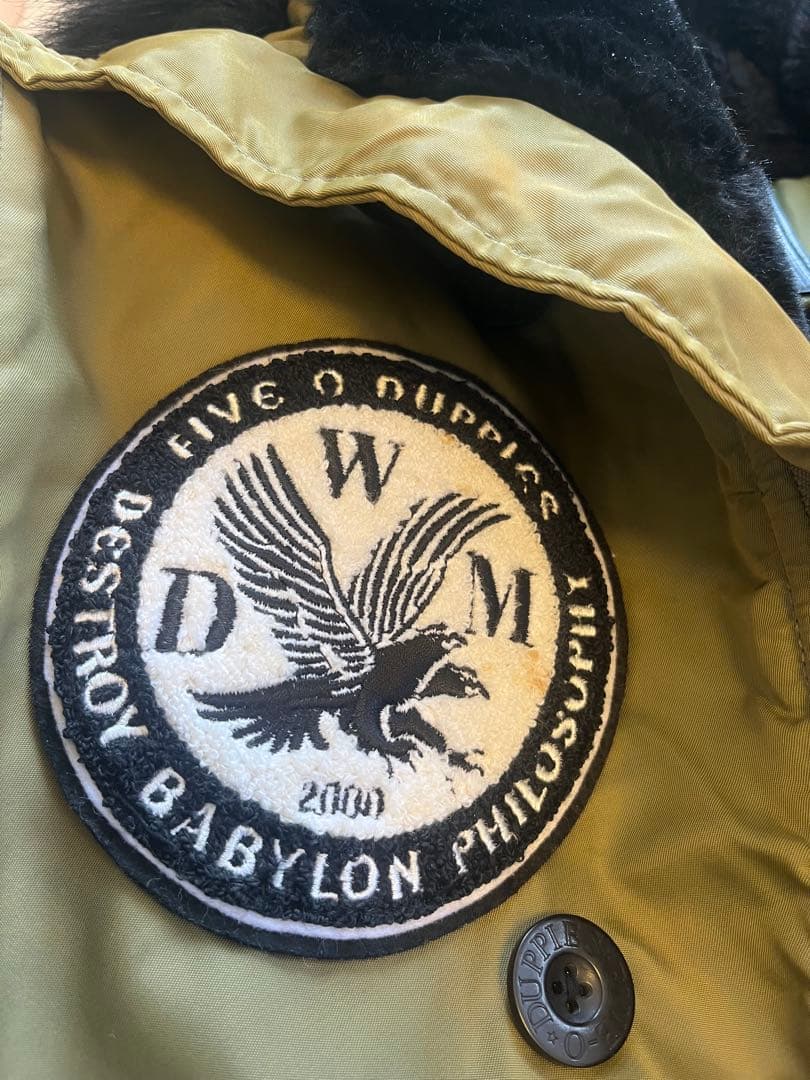 FIVE O DUPPIES
W
D M
2000
DESTROY BABYLON PHILOSOPHY
DUPPIE
O